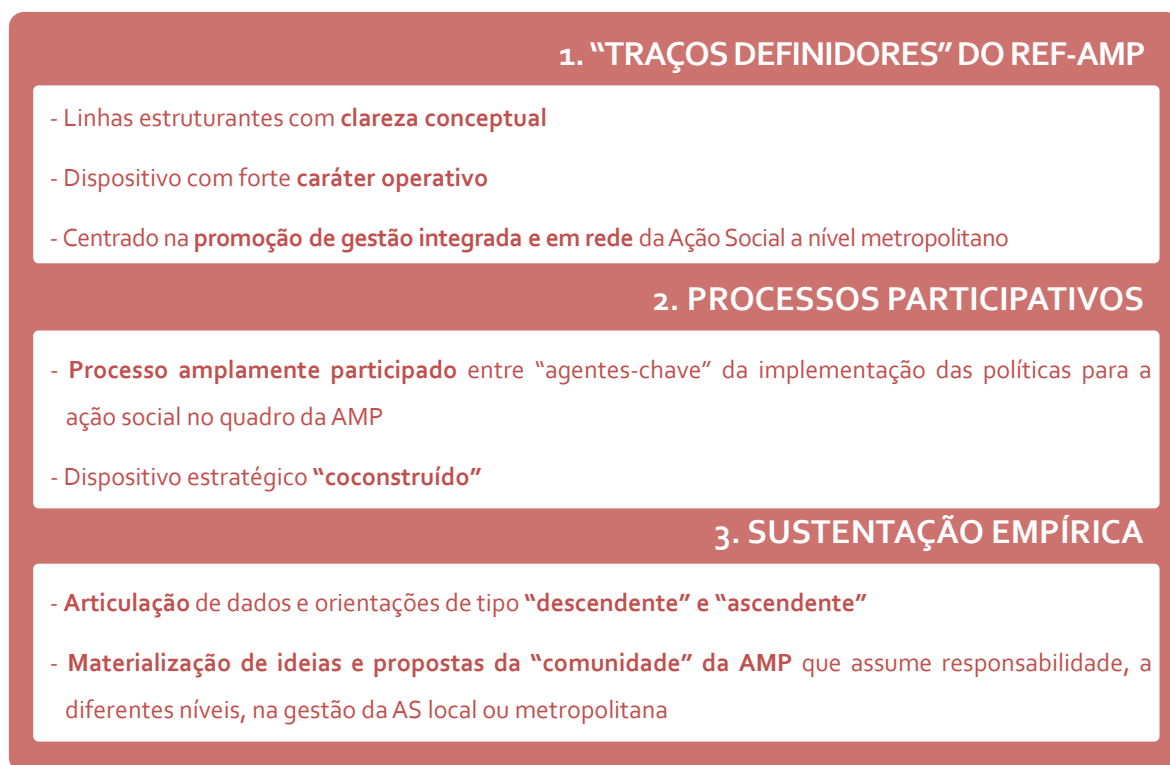 1. “TRAÇOS DEFINIDORES” DO REF-AMP
- Linhas estruturantes com clareza conceptual
- Dispositivo com forte caráter operativo
- Centrado na promoção de gestão integrada e em rede da Ação Social a nível metropolitano
2. PROCESSOS PARTICIPATIVOS
- Processo amplamente participado entre “agentes-chave” da implementação das políticas para a
ação social no quadro da AMP
- Dispositivo estratégico “coconstruído”
3. SUSTENTAÇÃO EMPÍRICA
- Articulação de dados e orientações de tipo “descendente” e “ascendente”
- Materialização de ideias e propostas da “comunidade” da AMP que assume responsabilidade, a
diferentes níveis, na gestão da AS local ou metropolitana